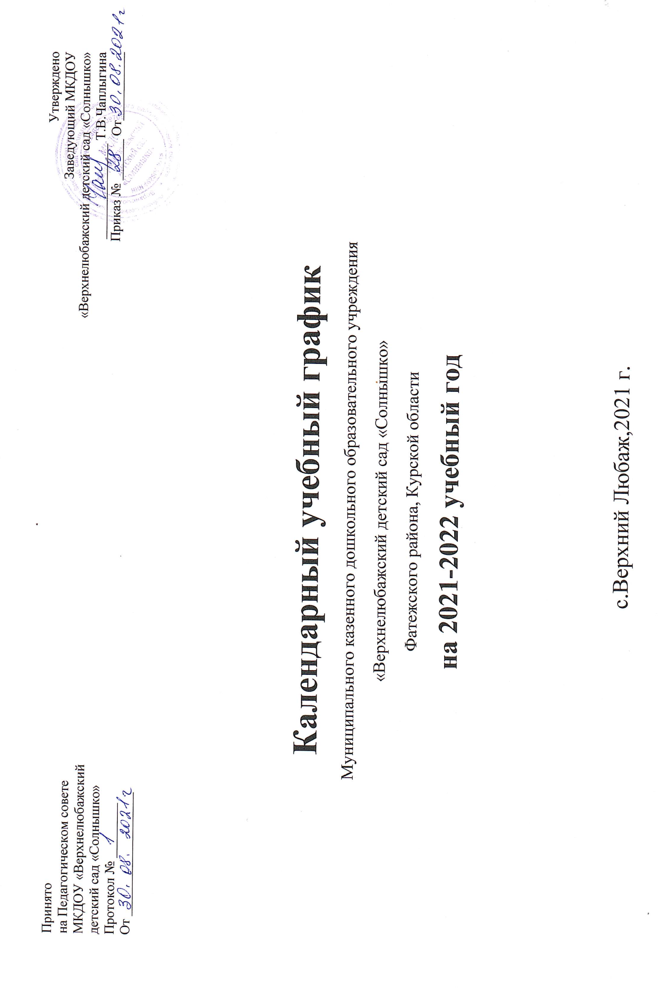 Принято
на Педагогическом совете
МКДОУ «Верхнелюбажский
детский сад «Солнышко»
Протокол № 1
От 30.08. 2021г
Утверждено
Заведующий МКДОУ
«Верхнелюбажский детский сад «Солнышко»
Т.В.Чаплыгина
Приказ № 28 От 30.08.2021г
Календарный учебный график
Муниципального казенного дошкольного образовательного учреждения
«Верхнелюбажский детский сад «Солнышко»
Фатежского района, Курской области
на 2021-2022 учебный год
с.Верхний Любаж,2021 г.